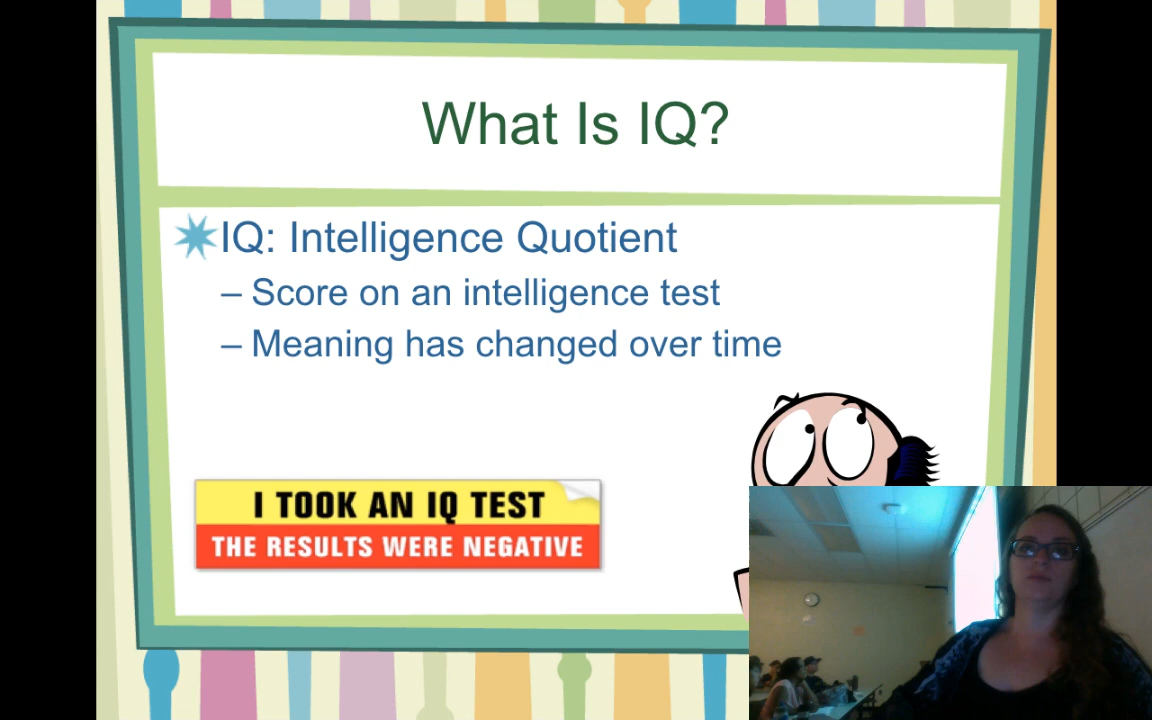 What Is IQ?
IQ: Intelligence Quotient
– Score on an intelligence test
– Meaning has changed over time
I TOOK AN IQ TEST
THE RESULTS WERE NEGATIVE